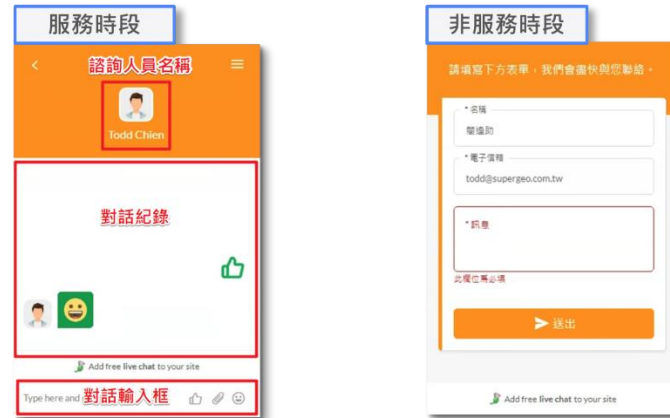 服務時段
諮詢人員名稱
Todd Chien
對話紀錄
Add free live chat to your site
Type here and
對話輸入框
非服務時段
請填寫下方表單，我們會盡快與您聯絡。
*名稱
*電子信箱
todd@supergeo.com.tw
*訊息
此欄位為必填
送出
Add free live chat to your site